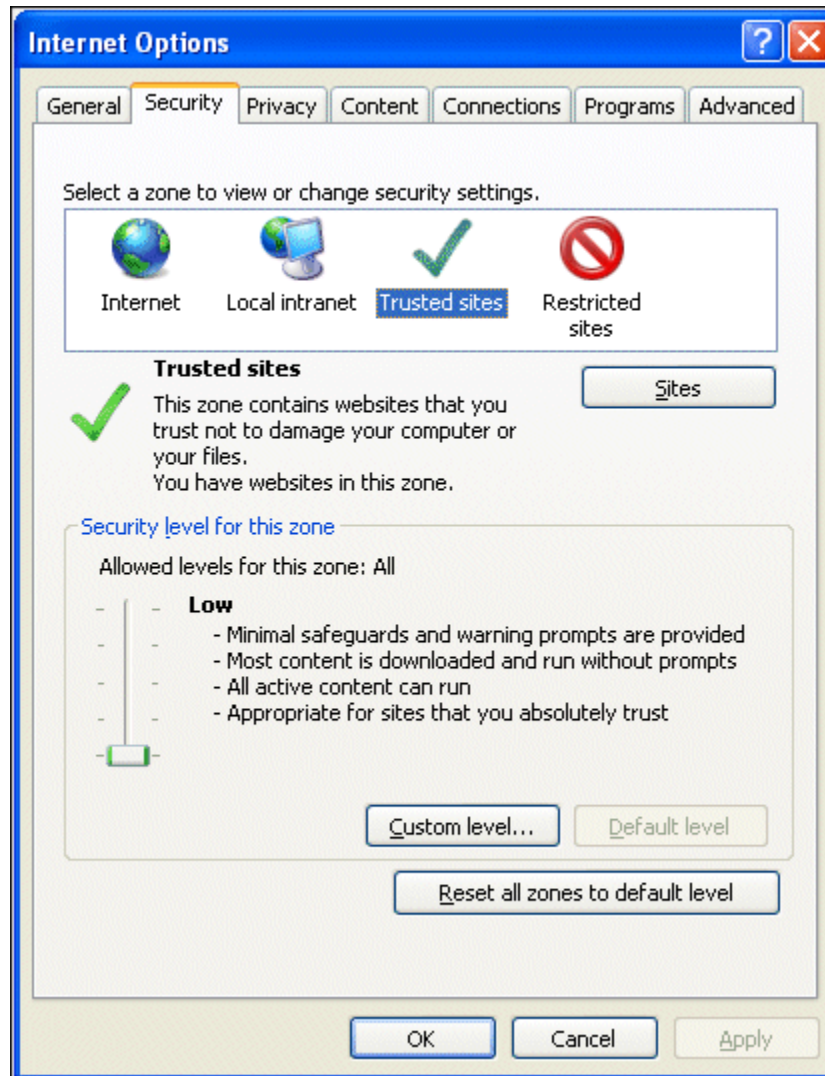 Internet Options
General Security Privacy Content Connections Programs Advanced
Select a zone to view or change security settings.
Internet Local intranet Trusted sites Restricted
sites
Trusted sites
Sites
This zone contains websites that you
trust not to damage your computer or
your files.
You have websites in this zone.
Security level for this zone
Allowed levels for this zone: All
Low
- Minimal safeguards and warning prompts are provided
- Most content is downloaded and run without prompts
- All active content can run
- Appropriate for sites that you absolutely trust
Custom level... Default level
Reset all zones to default level
OK Cancel Apply